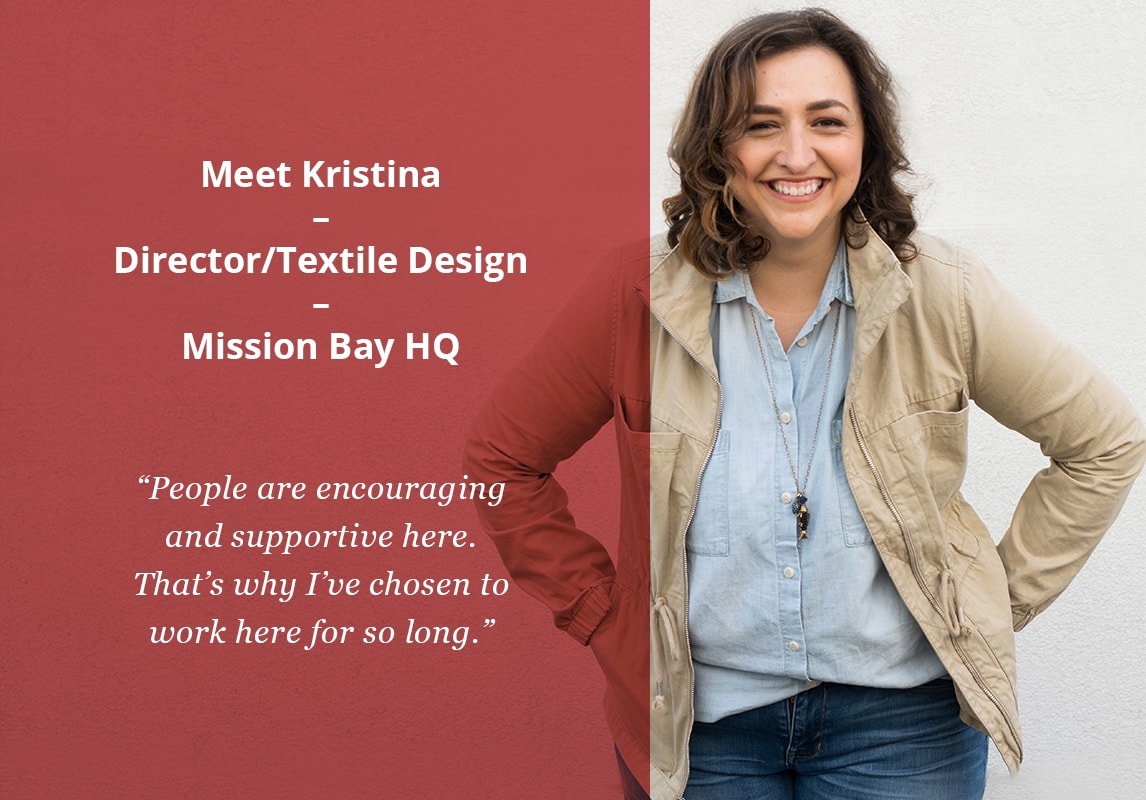 Meet Kristina
–
Director/Textile Design
–
Mission Bay HQ
“People are encouraging
and supportive here.
That’s why I’ve chosen to
work here for so long.”